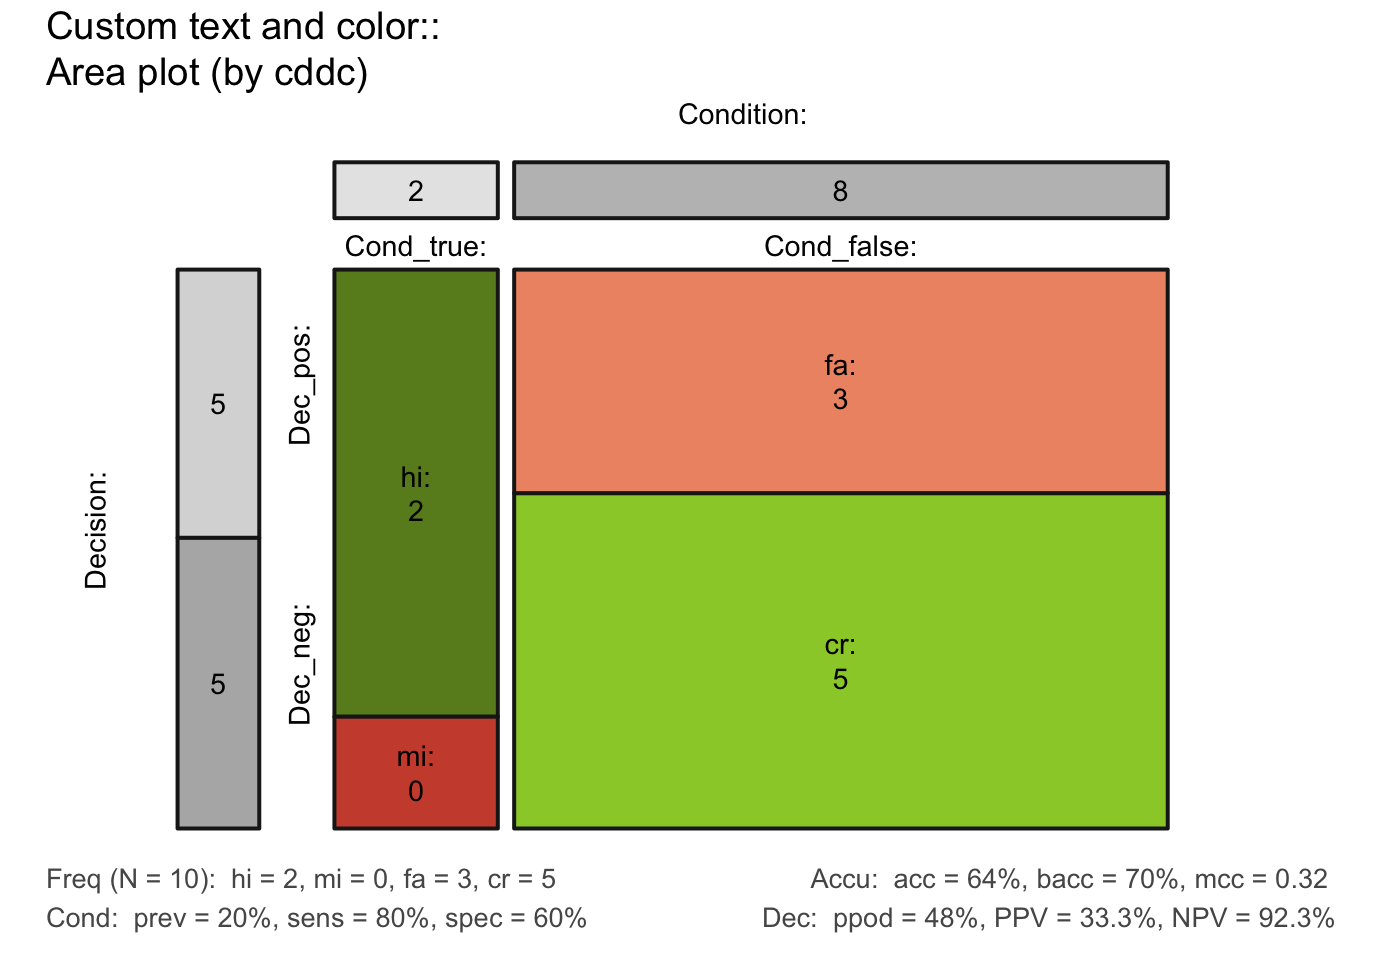 Custom text and color::
Area plot (by cddc)
Condition:
2
8
Cond_true:
Cond_false:
Decision:
5
5
Dec_pos:
Dec_neg:
hi:
2
mi:
0
fa:
3
cr:
5
Freq (N = 10):  hi = 2, mi = 0, fa = 3, cr = 5
Cond:  prev = 20%, sens = 80%, spec = 60%
Accu:  acc = 64%, bacc = 70%, mcc = 0.32
Dec:  ppod = 48%, PPV = 33.3%, NPV = 92.3%